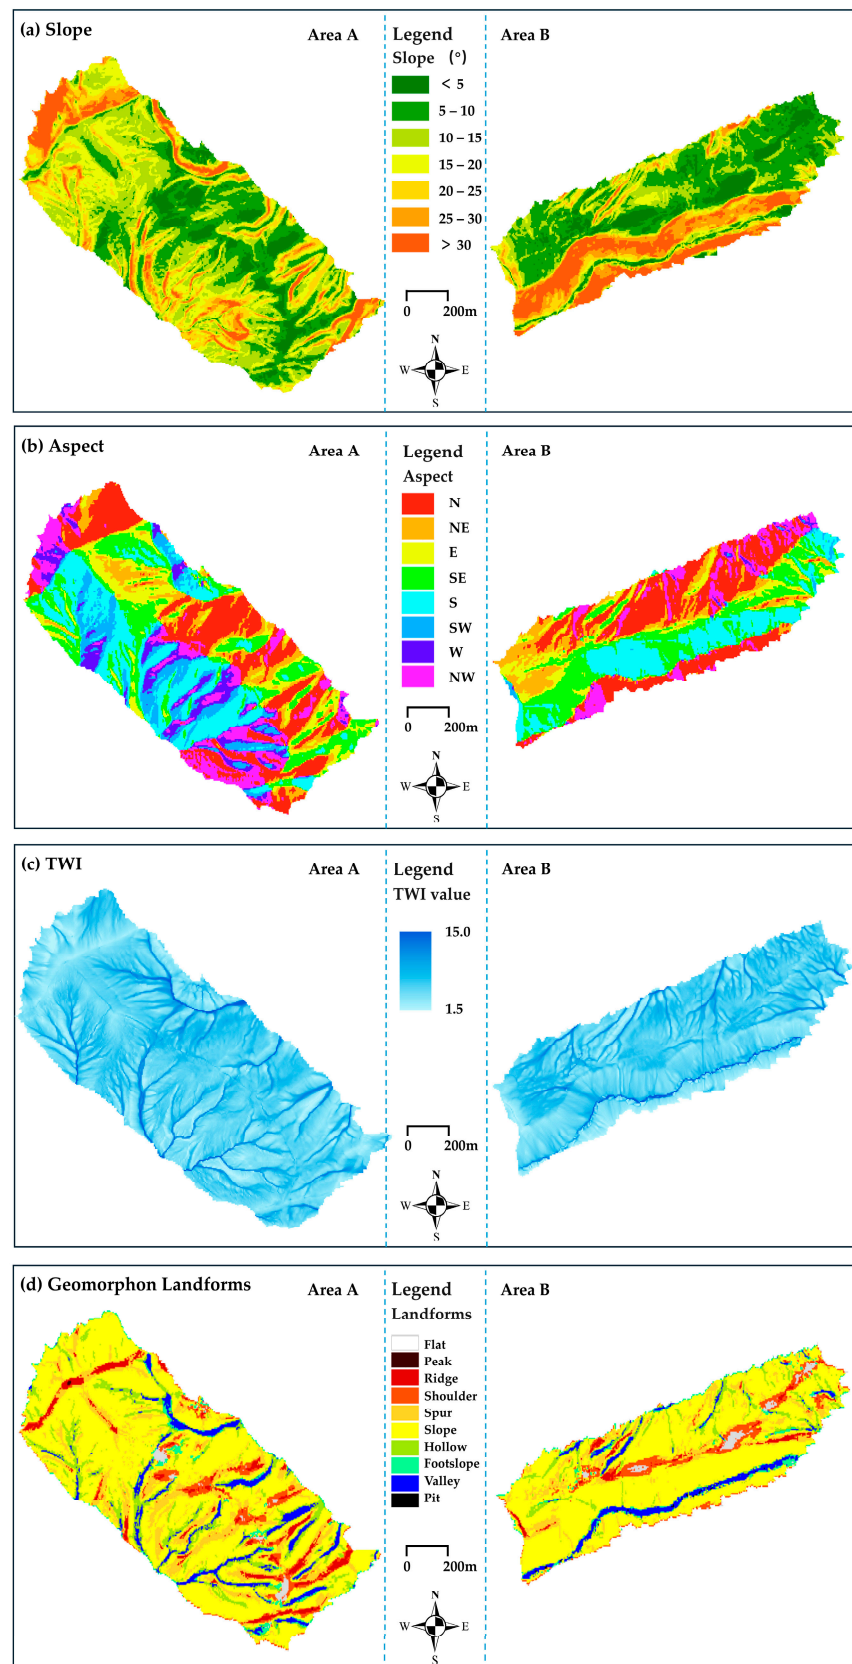 (a) Slope
Area A
Legend
Slope (°)
< 5
5 – 10
10 – 15
15 – 20
20 – 25
25 – 30
> 30
0 200m
N
W E
S
Area B
(b) Aspect
Area A
Legend
Aspect
N
NE
E
SE
S
SW
W
NW
0 200m
N
W E
S
Area B
(c) TWI
Area A
Legend
TWI value
15.0
1.5
0 200m
N
W E
S
Area B
(d) Geomorphon Landforms
Area A
Legend
Landforms
Flat
Peak
Ridge
Shoulder
Spur
Slope
Hollow
Footslope
Valley
Pit
0 200m
N
W E
S
Area B